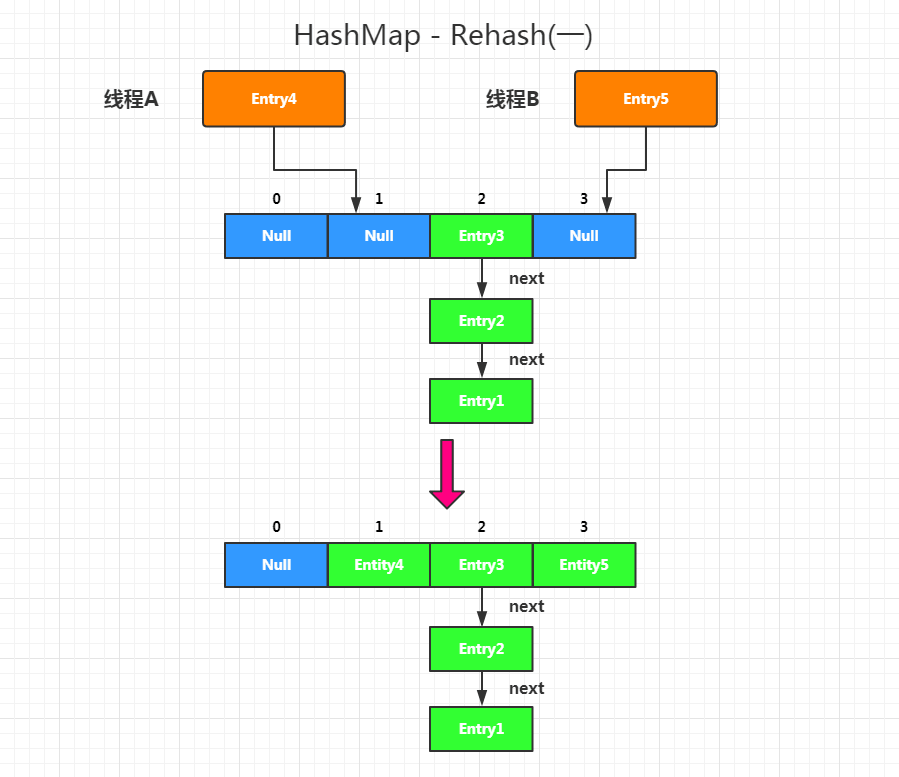 HashMap - Rehash(一)
线程A
Entry4
线程B
Entry5
0 1 2 3
Null Null Entry3 Null
next
Entry2
next
Entry1
0 1 2 3
Null Entity4 Entry3 Entity5
next
Entry2
next
Entry1